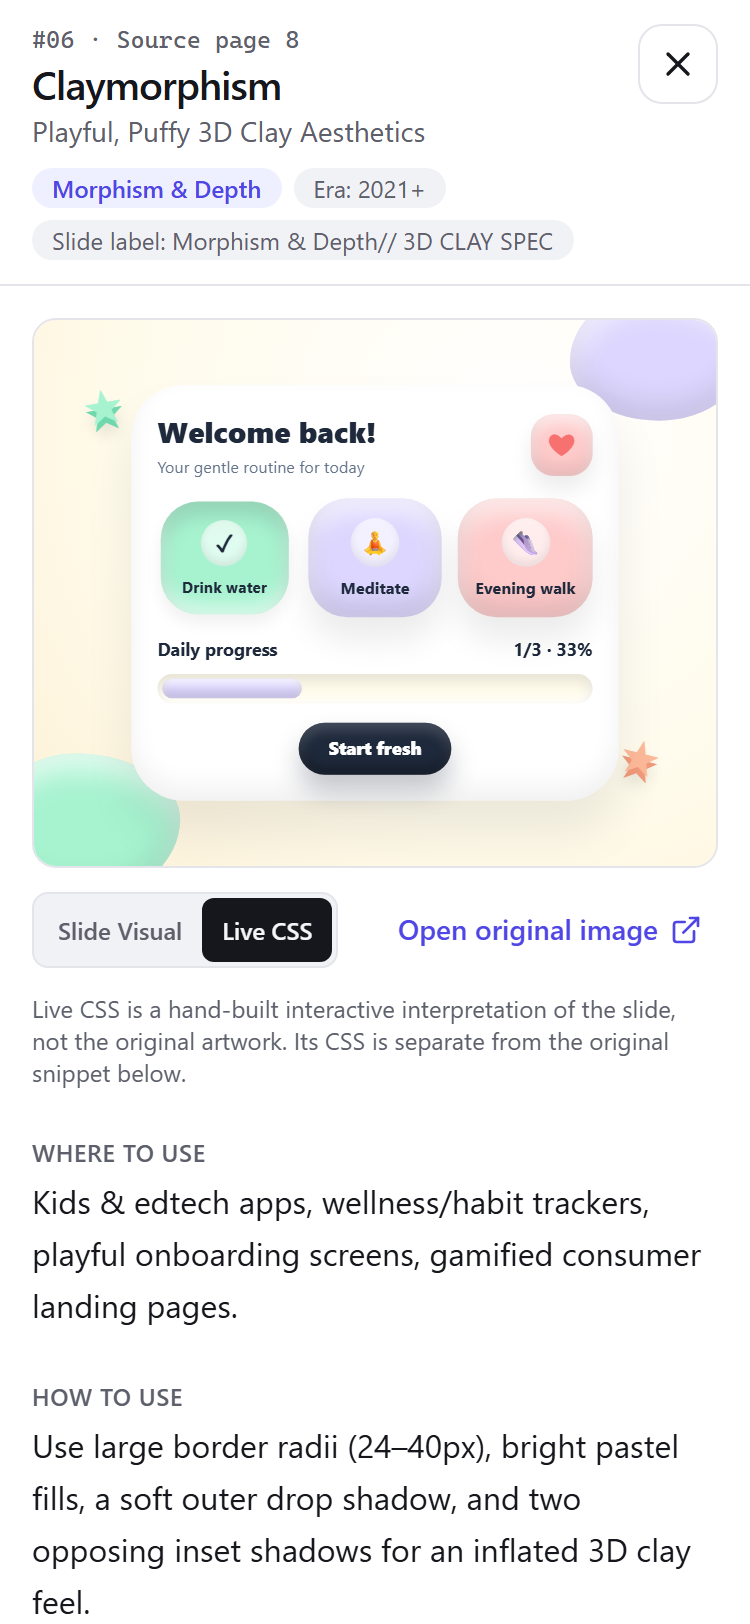 #06 · Source page 8
Claymorphism
Playful, Puffy 3D Clay Aesthetics
Morphism & Depth
Era: 2021+
Slide label: Morphism & Depth// 3D CLAY SPEC
Welcome back!
Your gentle routine for today
Drink water
Meditate
Evening walk
Daily progress
1/3 · 33%
Start fresh
Slide Visual
Live CSS
Open original image
Live CSS is a hand-built interactive interpretation of the slide,
not the original artwork. Its CSS is separate from the original
snippet below.
WHERE TO USE
Kids & edtech apps, wellness/habit trackers,
playful onboarding screens, gamified consumer
landing pages.
HOW TO USE
Use large border radii (24–40px), bright pastel
fills, a soft outer drop shadow, and two
opposing inset shadows for an inflated 3D clay
feel.